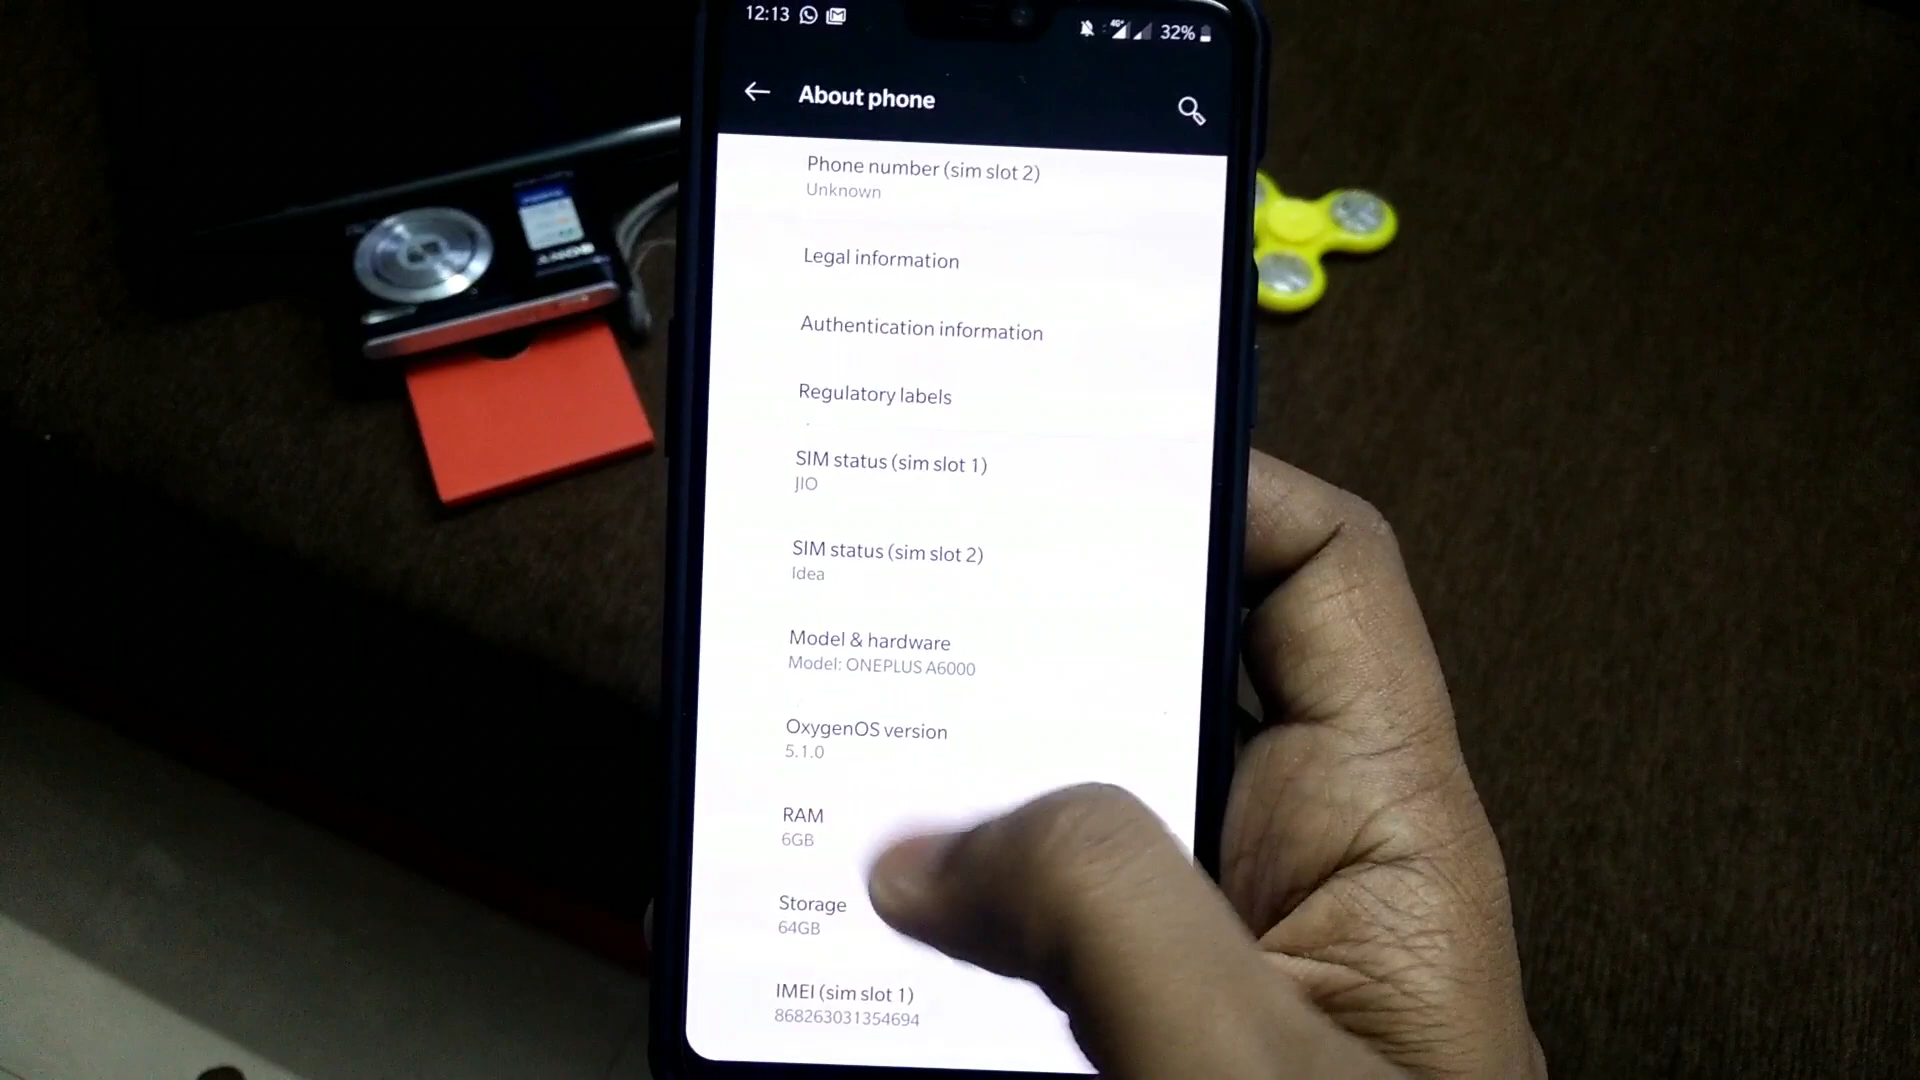 12:13
4G+
32%
About phone
Phone number (sim slot 2)
Unknown
Legal information
Authentication information
Regulatory labels
SIM status (sim slot 1)
JIO
SIM status (sim slot 2)
Idea
Model & hardware
Model: ONEPLUS A6000
OxygenOS version
5.1.0
RAM
6GB
Storage
64GB
IMEI (sim slot 1)
868263031354694
SONY